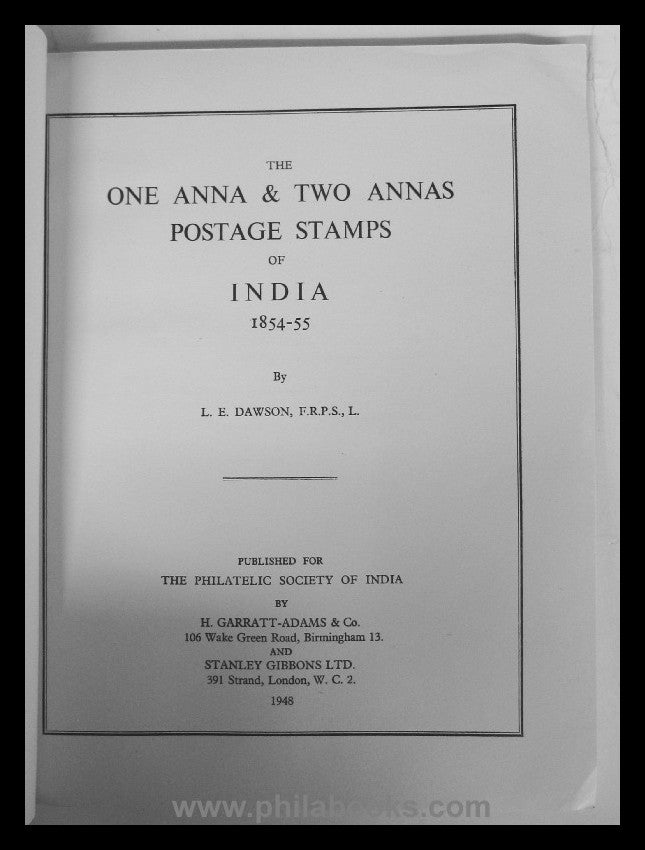 THE
ONE ANNA & TWO ANNAS
POSTAGE STAMPS
OF
INDIA
1854-55
By
L. E. DAWSON, F.R.P.S., L.
PUBLISHED FOR
THE PHILATELIC SOCIETY OF INDIA
BY
H. GARRATT-ADAMS & Co.
106 Wake Green Road, Birmingham 13.
AND
STANLEY GIBBONS LTD.
391 Strand, London, W. C. 2.
1948
www.philabooks.com